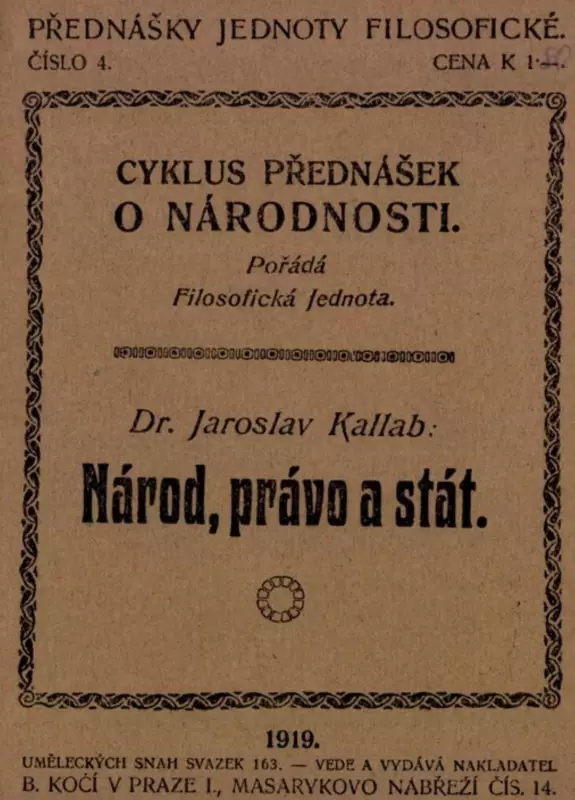 PŘEDNÁŠKY JEDNOTY FILOSOFICKÉ.
ČÍSLO 4. CENA K 1·—.
CYKLUS PŘEDNÁŠEK
O NÁRODNOSTI.
Pořádá
Filosofická Jednota.
Dr. Jaroslav Kallab:
Národ, právo a stát.
1919.
UMĚLECKÝCH SNAH SVAZEK 163. — VEDE A VYDÁVÁ NAKLADATEL
B. KOČÍ V PRAZE I., MASARYKOVO NÁBŘEŽÍ ČÍS. 14.